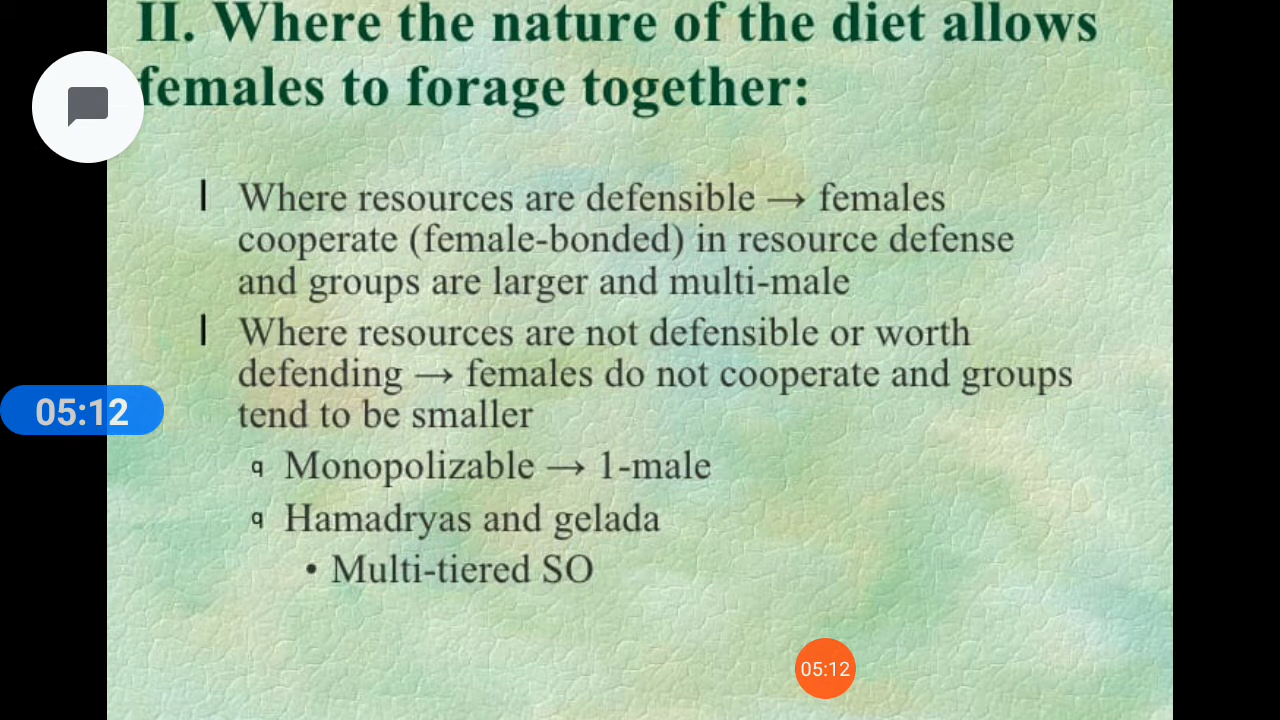 II. Where the nature of the diet allows
females to forage together:
l Where resources are defensible → females
cooperate (female-bonded) in resource defense
and groups are larger and multi-male
l Where resources are not defensible or worth
defending → females do not cooperate and groups
tend to be smaller
q Monopolizable → 1-male
q Hamadryas and gelada
• Multi-tiered SO
05:12
05:12